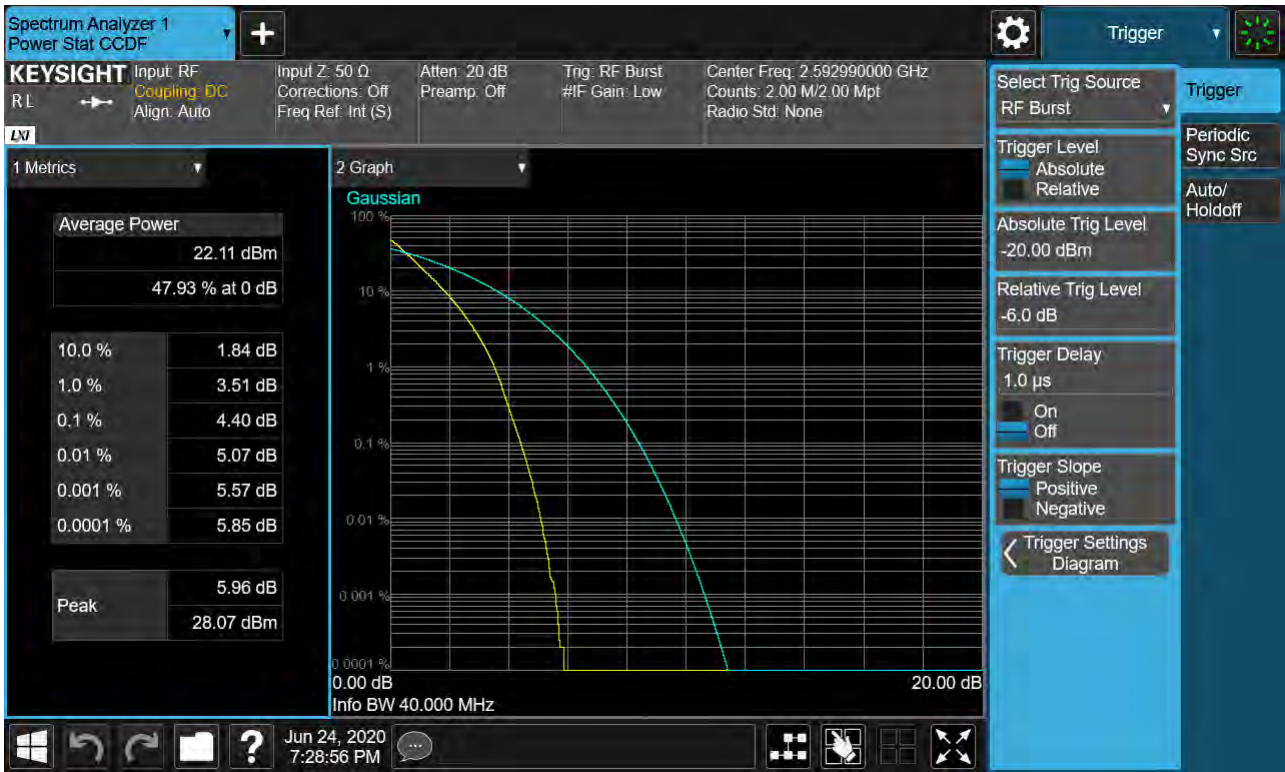 Spectrum Analyzer 1
Power Stat CCDF
Trigger
KEYSIGHT
RL
LXI
Input: RF
Coupling: DC
Align: Auto
Input Z: 50 Ω
Corrections: Off
Freq Ref: Int (S)
Atten: 20 dB
Preamp: Off
Trig: RF Burst
#IF Gain: Low
Center Freq: 2.592990000 GHz
Counts: 2.00 M/2.00 Mpt
Radio Std: None
1 Metrics
Average Power
22.11 dBm
47.93 % at 0 dB
10.0 % 1.84 dB
1.0 % 3.51 dB
0.1 % 4.40 dB
0.01 % 5.07 dB
0.001 % 5.57 dB
0.0001 % 5.85 dB
Peak
5.96 dB
28.07 dBm
2 Graph
Gaussian
100 %
10 %
1 %
0.1 %
0.01 %
0.001 %
0.0001 %
0.00 dB
20.00 dB
Info BW 40.000 MHz
Select Trig Source
RF Burst
Trigger Level
Absolute
Relative
Absolute Trig Level
-20.00 dBm
Relative Trig Level
-6.0 dB
Trigger Delay
1.0 µs
On
Off
Trigger Slope
Positive
Negative
Trigger Settings
Diagram
Trigger
Periodic
Sync Src
Auto/
Holdoff
?
Jun 24, 2020
7:28:56 PM